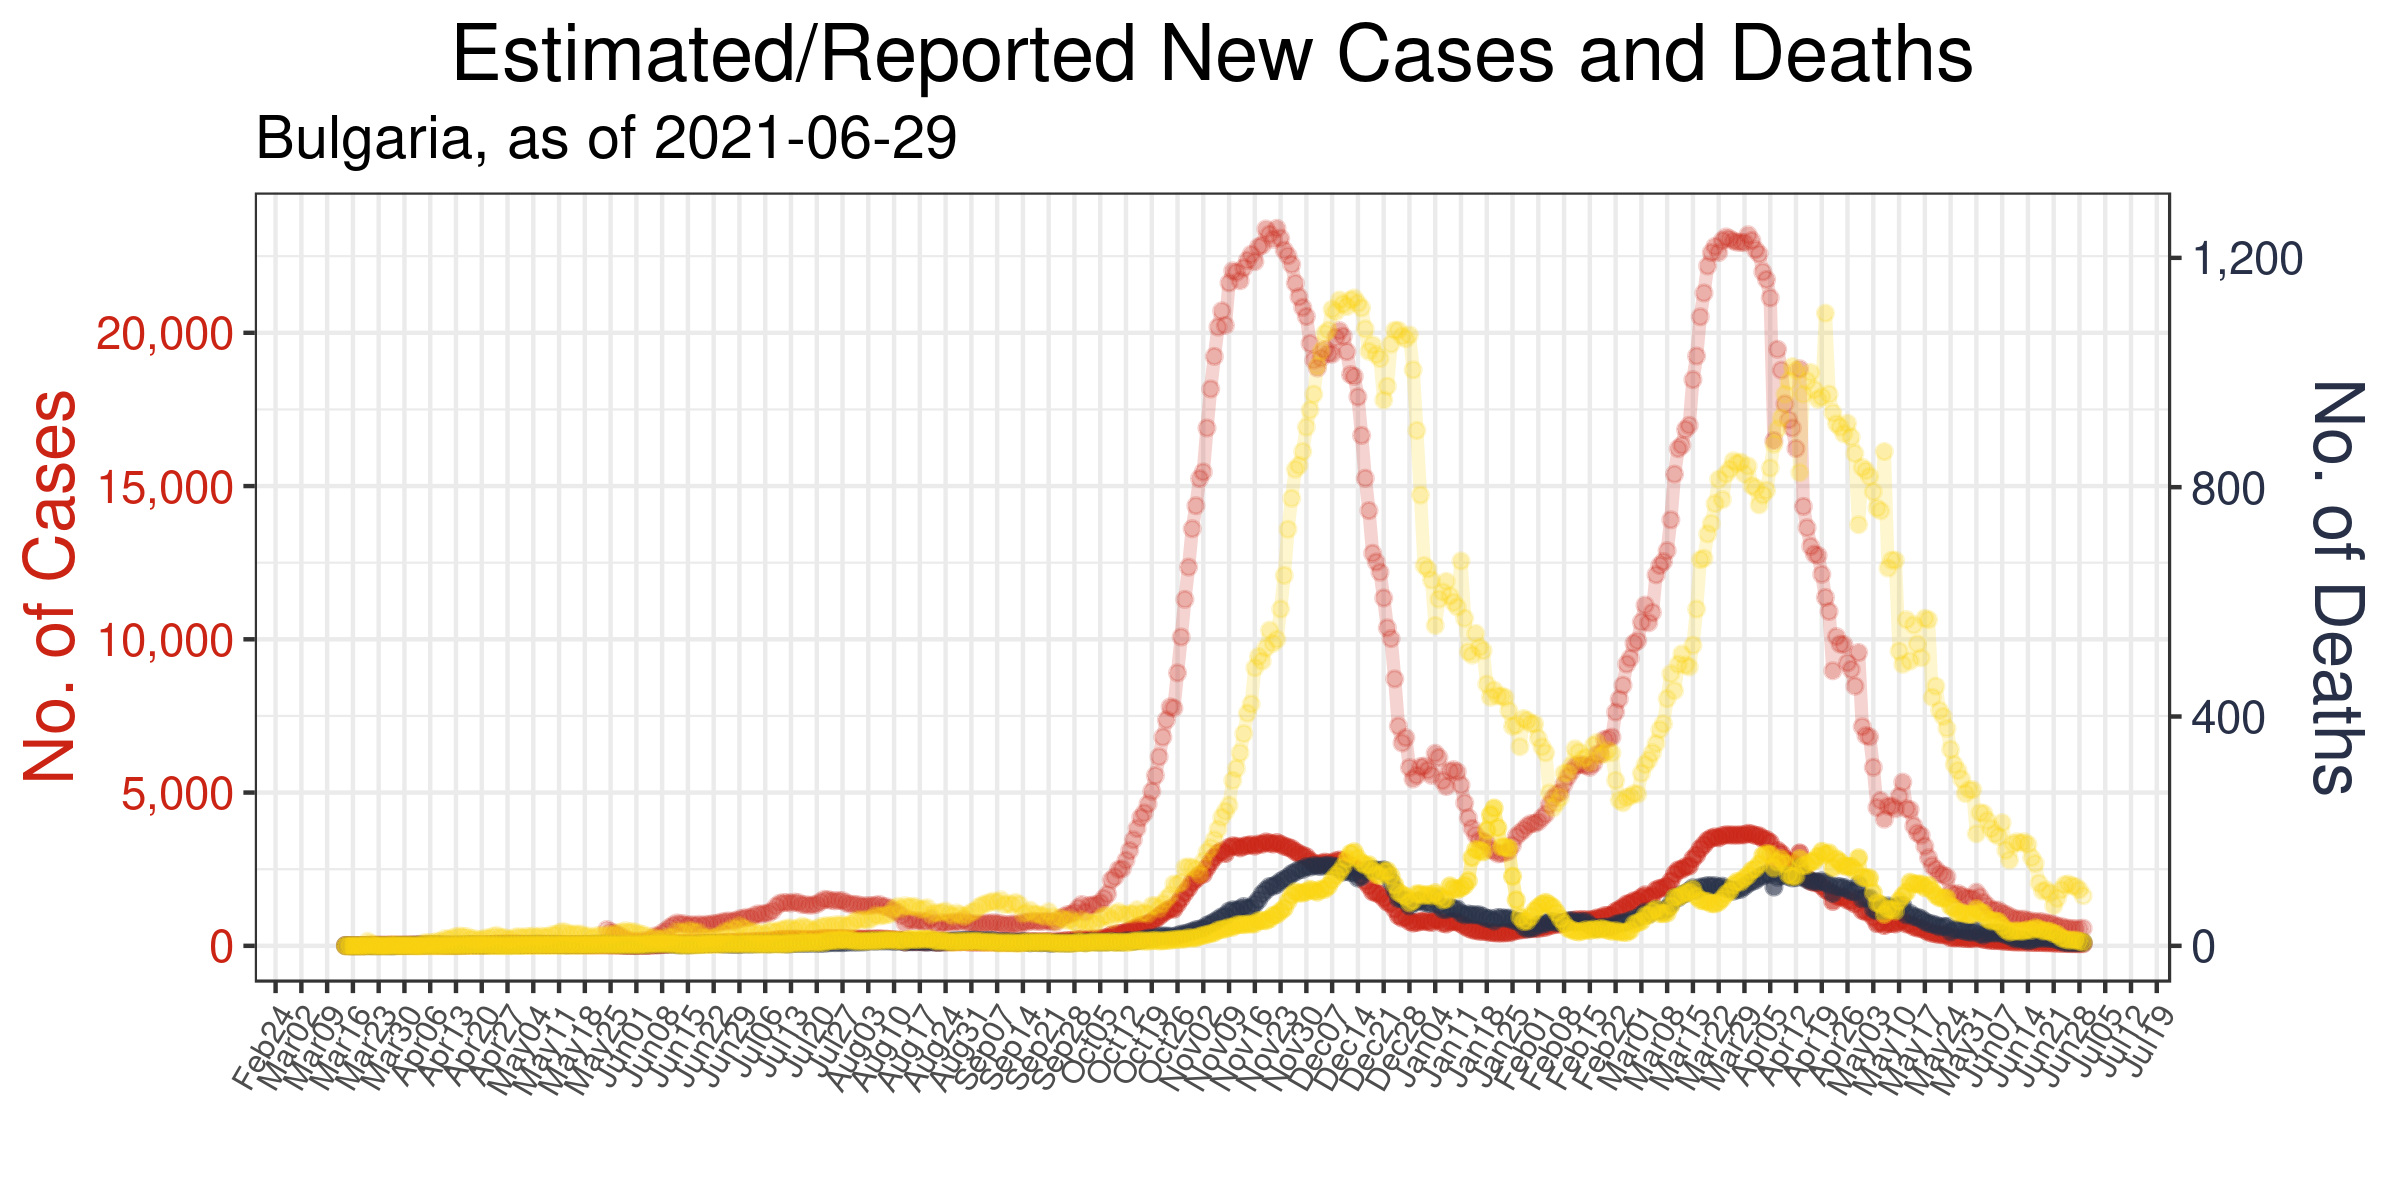 Estimated/Reported New Cases and Deaths
Bulgaria, as of 2021-06-29
No. of Cases
20,000
15,000
10,000
5,000
0
1,200
800
400
0
No. of Deaths
Feb24
Mar02
Mar09
Mar16
Mar23
Mar30
Apr06
Apr13
Apr20
Apr27
May04
May11
May18
May25
Jun01
Jun08
Jun15
Jun22
Jun29
Jul06
Jul13
Jul20
Jul27
Aug03
Aug10
Aug17
Aug24
Aug31
Sep07
Sep14
Sep21
Sep28
Oct05
Oct12
Oct19
Oct26
Nov02
Nov09
Nov16
Nov23
Nov30
Dec07
Dec14
Dec21
Dec28
Jan04
Jan11
Jan18
Jan25
Feb01
Feb08
Feb15
Feb22
Mar01
Mar08
Mar15
Mar22
Mar29
Apr05
Apr12
Apr19
Apr26
May03
May10
May17
May24
May31
Jun07
Jun14
Jun21
Jun28
Jul05
Jul12
Jul19